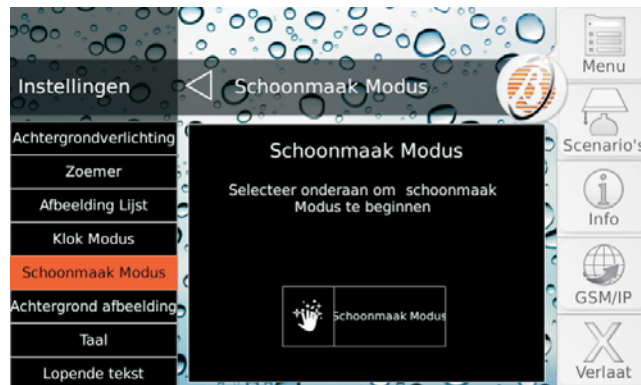 Instellingen
Schoonmaak Modus
Achtergrondverlichting
Zoemer
Afbeelding Lijst
Klok Modus
Schoonmaak Modus
Achtergrond afbeelding
Taal
Lopende tekst
Schoonmaak Modus
Selecteer onderaan om schoonmaak
Modus te beginnen
Schoonmaak Modus
Menu
Scenario's
Info
GSM/IP
Verlaat